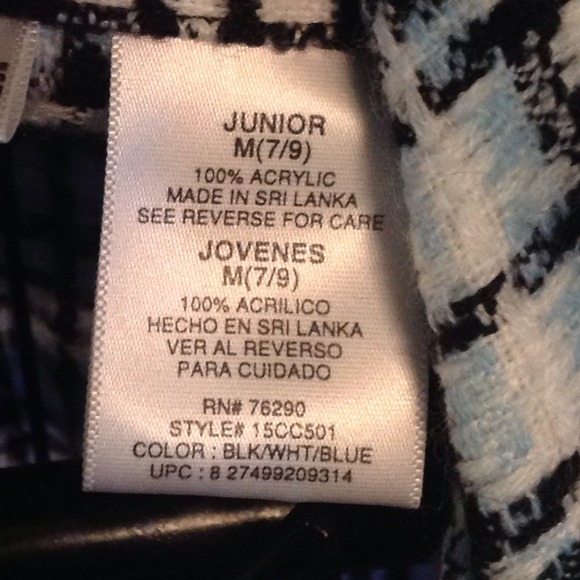 JUNIOR
M(7/9)
100% ACRYLIC
MADE IN SRI LANKA
SEE REVERSE FOR CARE
JOVENES
M(7/9)
100% ACRILICO
HECHO EN SRI LANKA
VER AL REVERSO
PARA CUIDADO
RN# 76290
STYLE# 15CC501
COLOR : BLK/WHT/BLUE
UPC : 8 27499209314